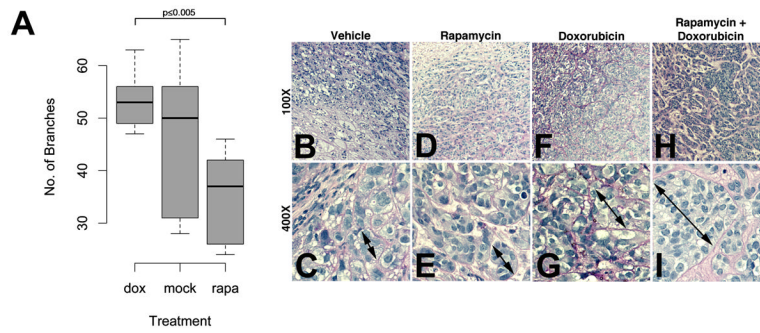 A
p≤0.005
No. of Branches
60
50
40
30
dox mock rapa
Treatment
Vehicle Rapamycin Doxorubicin Rapamycin +
Doxorubicin
100X
B D F H
400X
C E G I